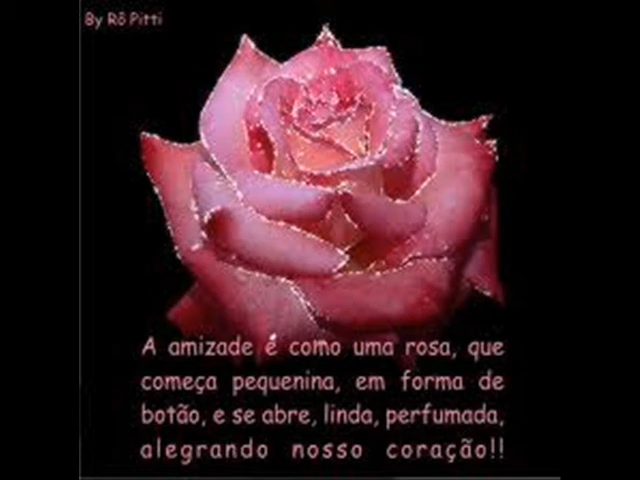 By Rô Pitti
A amizade é como uma rosa, que
começa pequenina, em forma de
botão, e se abre, linda, perfumada,
alegrando nosso coração!!